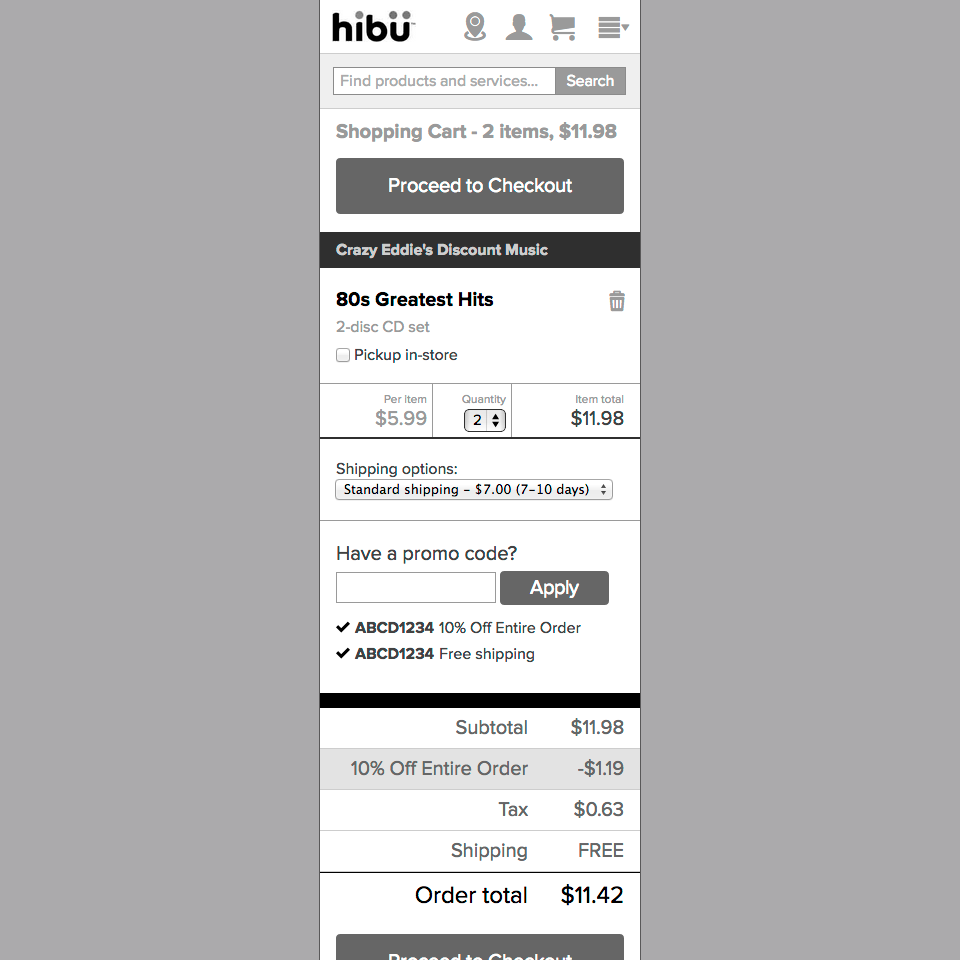 hibü
Find products and services...
Search
Shopping Cart - 2 items, $11.98
Proceed to Checkout
Crazy Eddie's Discount Music
80s Greatest Hits
2-disc CD set
Pickup in-store
Per item Quantity Item total
$5.99 2 $11.98
Shipping options:
Standard shipping – $7.00 (7–10 days)
Have a promo code?
Apply
ABCD1234 10% Off Entire Order
ABCD1234 Free shipping
Subtotal $11.98
10% Off Entire Order -$1.19
Tax $0.63
Shipping FREE
Order total $11.42
Proceed to Checkout